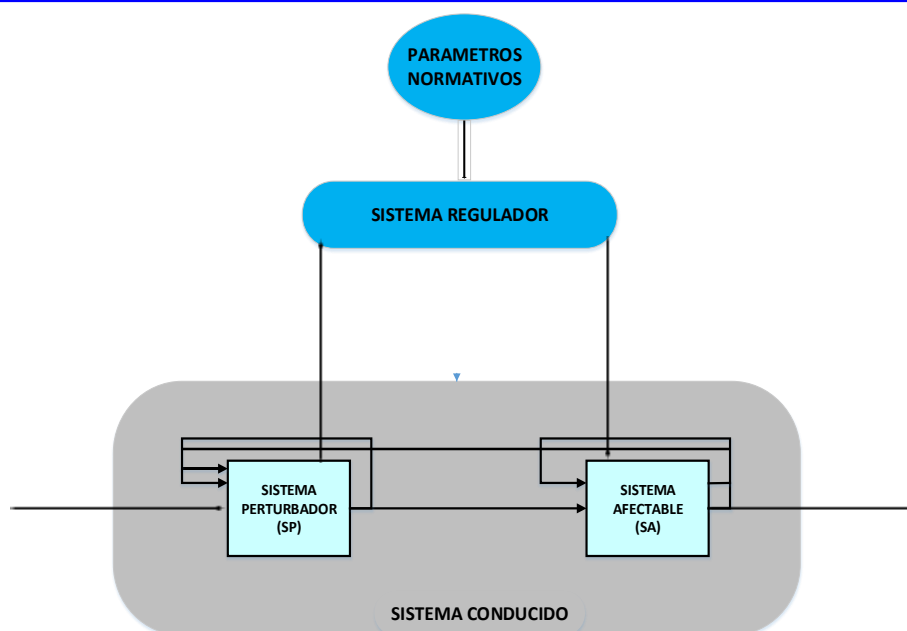 PARAMETROS
NORMATIVOS
SISTEMA REGULADOR
SISTEMA
PERTURBADOR
(SP)
SISTEMA
AFECTABLE
(SA)
SISTEMA CONDUCIDO